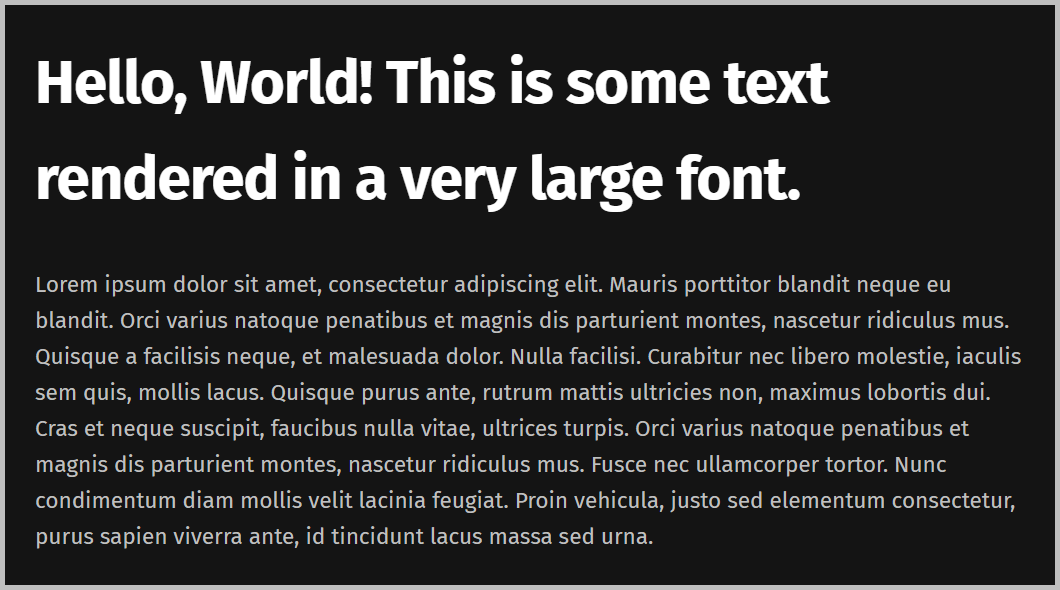 Hello, World! This is some text
rendered in a very large font.
Lorem ipsum dolor sit amet, consectetur adipiscing elit. Mauris porttitor blandit neque eu
blandit. Orci varius natoque penatibus et magnis dis parturient montes, nascetur ridiculus mus.
Quisque a facilisis neque, et malesuada dolor. Nulla facilisi. Curabitur nec libero molestie, iaculis
sem quis, mollis lacus. Quisque purus ante, rutrum mattis ultricies non, maximus lobortis dui.
Cras et neque suscipit, faucibus nulla vitae, ultrices turpis. Orci varius natoque penatibus et
magnis dis parturient montes, nascetur ridiculus mus. Fusce nec ullamcorper tortor. Nunc
condimentum diam mollis velit lacinia feugiat. Proin vehicula, justo sed elementum consectetur,
purus sapien viverra ante, id tincidunt lacus massa sed urna.